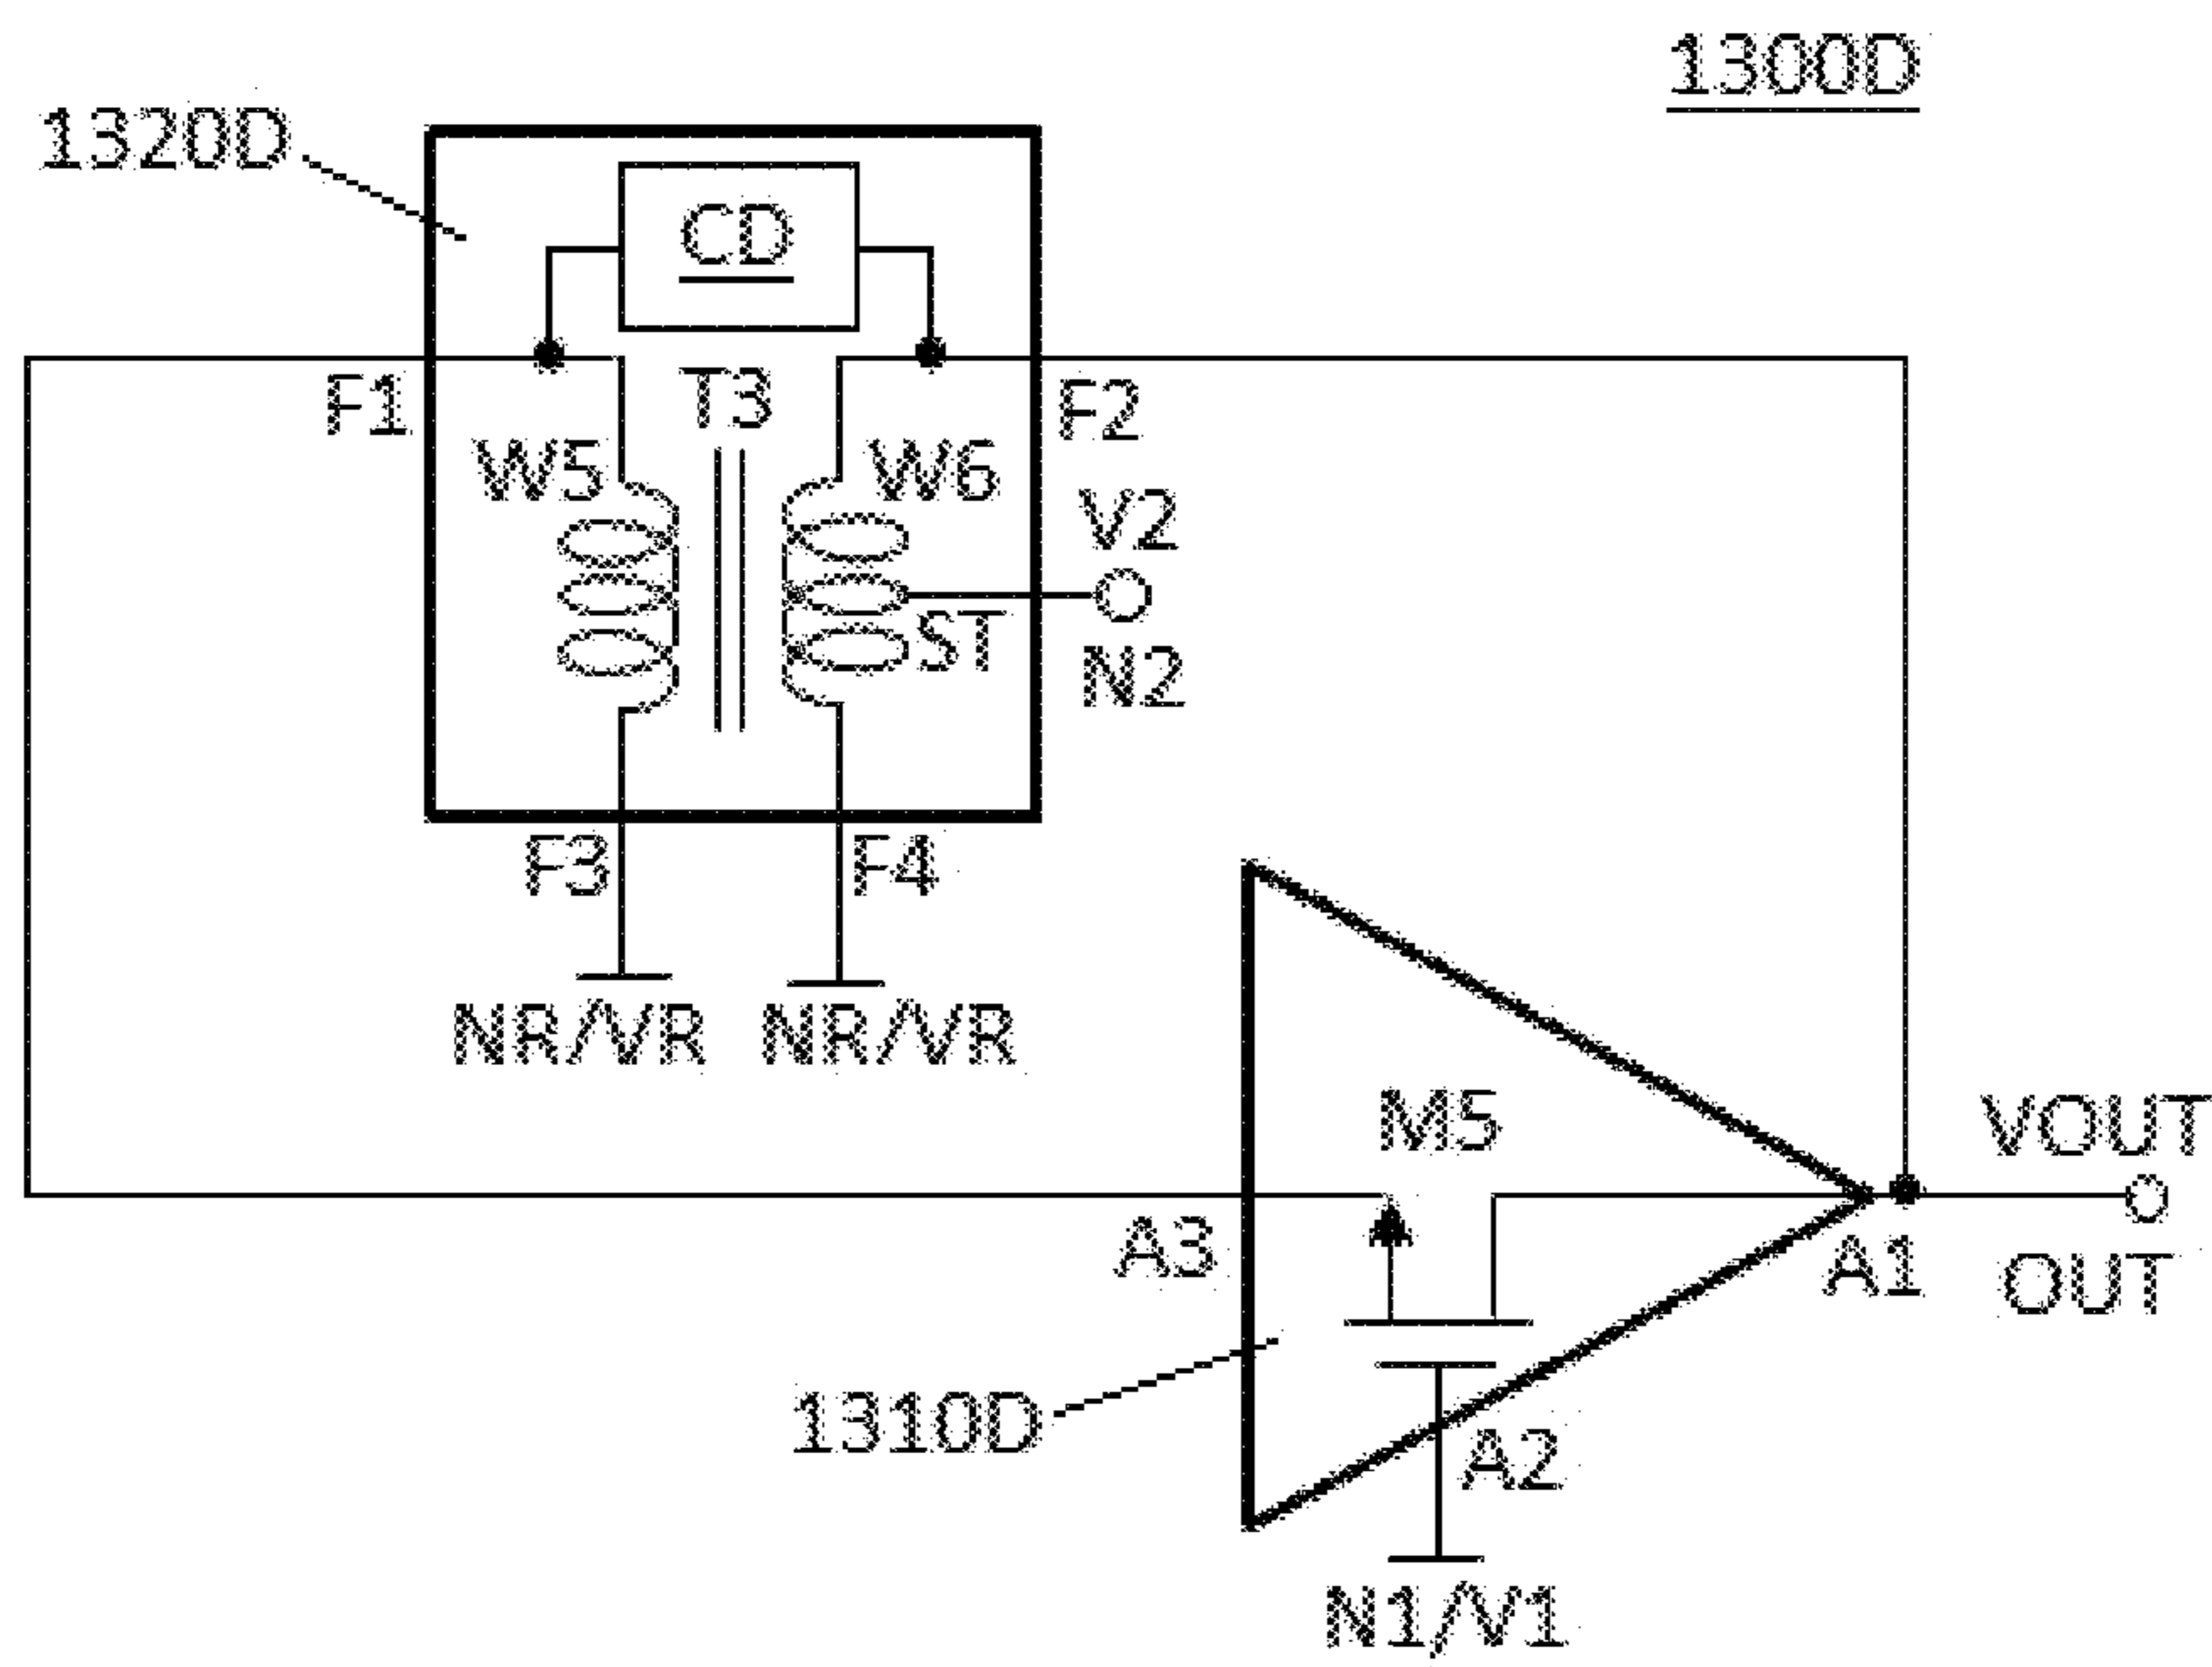 1300D
1320D
CD
F1
T3
F2
W5
W6
V2
ST
N2
F3
F4
NR/VR
NR/VR
M5
VOUT
A3
A1
OUT
1310D
A2
N1/V1